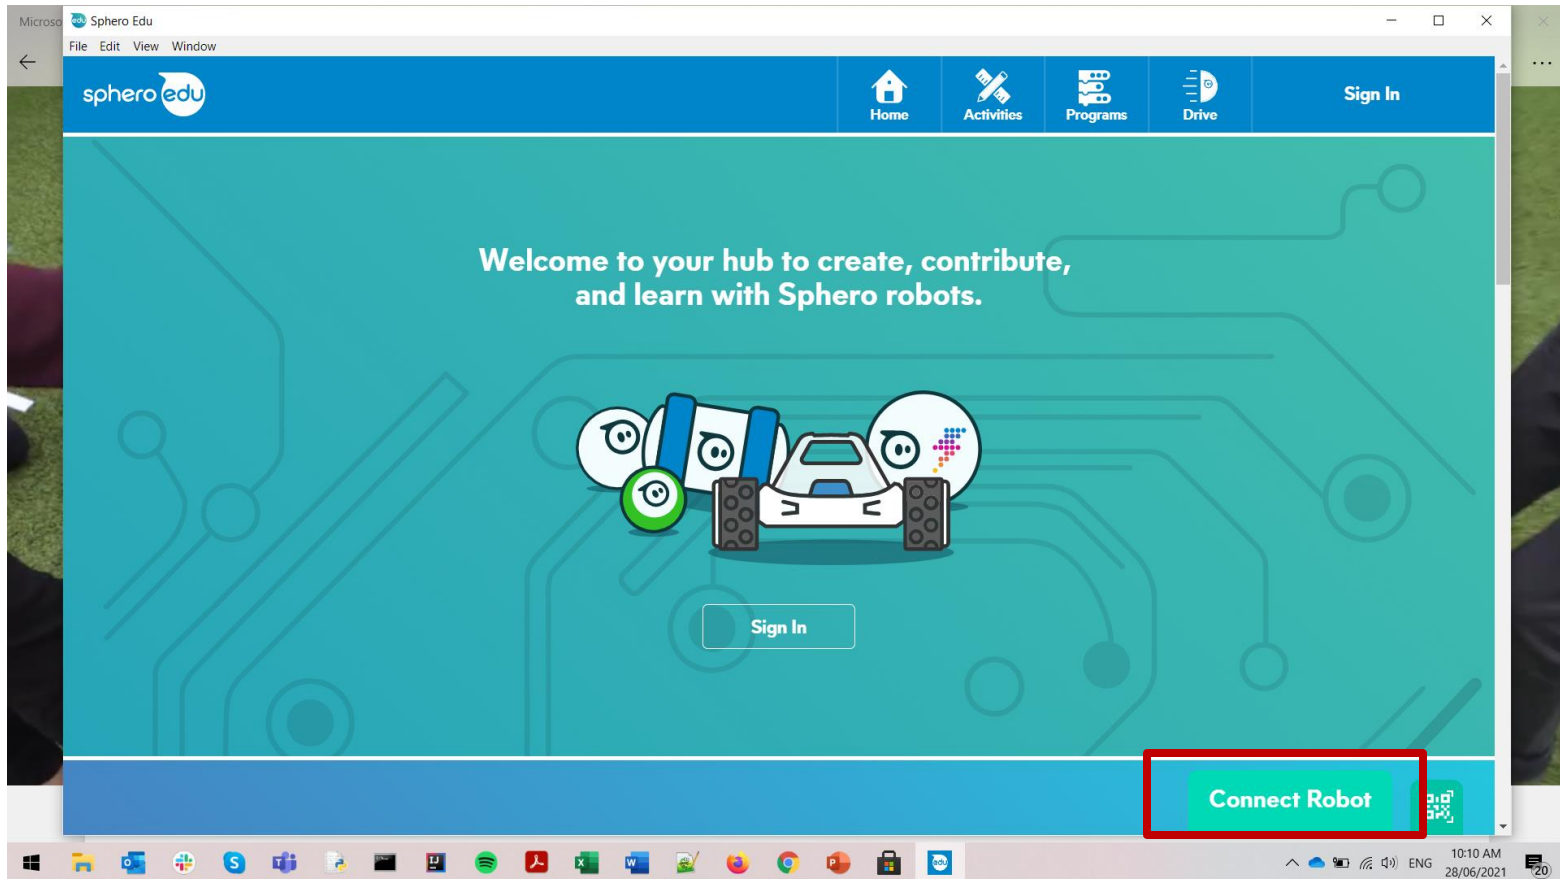 Microso
Sphero Edu
File Edit View Window
sphero edu
Home
Activities
Programs
Drive
Sign In
Welcome to your hub to create, contribute,
and learn with Sphero robots.
Sign In
Connect Robot
edu
ENG
10:10 AM
28/06/2021
20